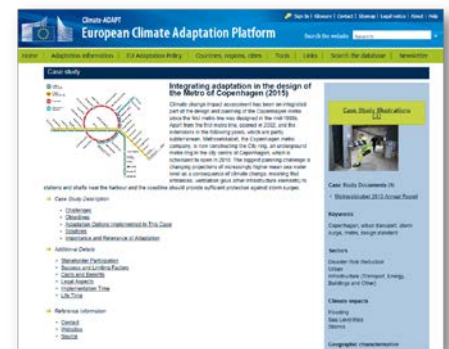 Sign In | Glossary | Contact | Sitemap | Legal notice | About | Help
Climate-ADAPT
European Climate Adaptation Platform
Search the website
Home | Adaptation information | EU Adaptation Policy | Countries, regions, cities | Tools | Links | Search the database | Newsletter
Case study
Integrating adaptation in the design of
the Metro of Copenhagen (2015)
Climate change impact assessment has been an integrated
part of the design and planning of the Copenhagen metro
since the first metro line was designed in the mid-1990s.
Apart from the first metro line, opened in 2002, and the
extensions in the following years, which are partly
subterranean, Metroselskabet, the Copenhagen metro
company, is now constructing the City ring, an underground
metro ring in the city centre of Copenhagen, which is
scheduled to open in 2019. The biggest planning challenge is
changing projections of increasingly higher mean sea water
level as a consequence of climate change, meaning that
entrances, ventilation plus other infrastructure elements to
stations and shafts near the harbour and the coastline should provide sufficient protection against storm surges.
Case Study Description
Challenges
Objectives
Adaptation Options Implemented In This Case
Solutions
Importance and Relevance of Adaptation
Additional Details
Stakeholder Participation
Success and Limiting Factors
Costs and Benefits
Legal Aspects
Implementation Time
Life Time
Reference Information
Contact
Websites
Source
Case Study Illustrations
Case Study Documents (1)
Metroselskabet 2013 Annual Report
Keywords
Copenhagen, urban transport, storm
surge, metro, design standard
Sectors
Disaster Risk Reduction
Urban
Infrastructure (Transport, Energy,
Buildings and Other)
Climate impacts
Flooding
Sea Level Rise
Storms
Geographic characterisation